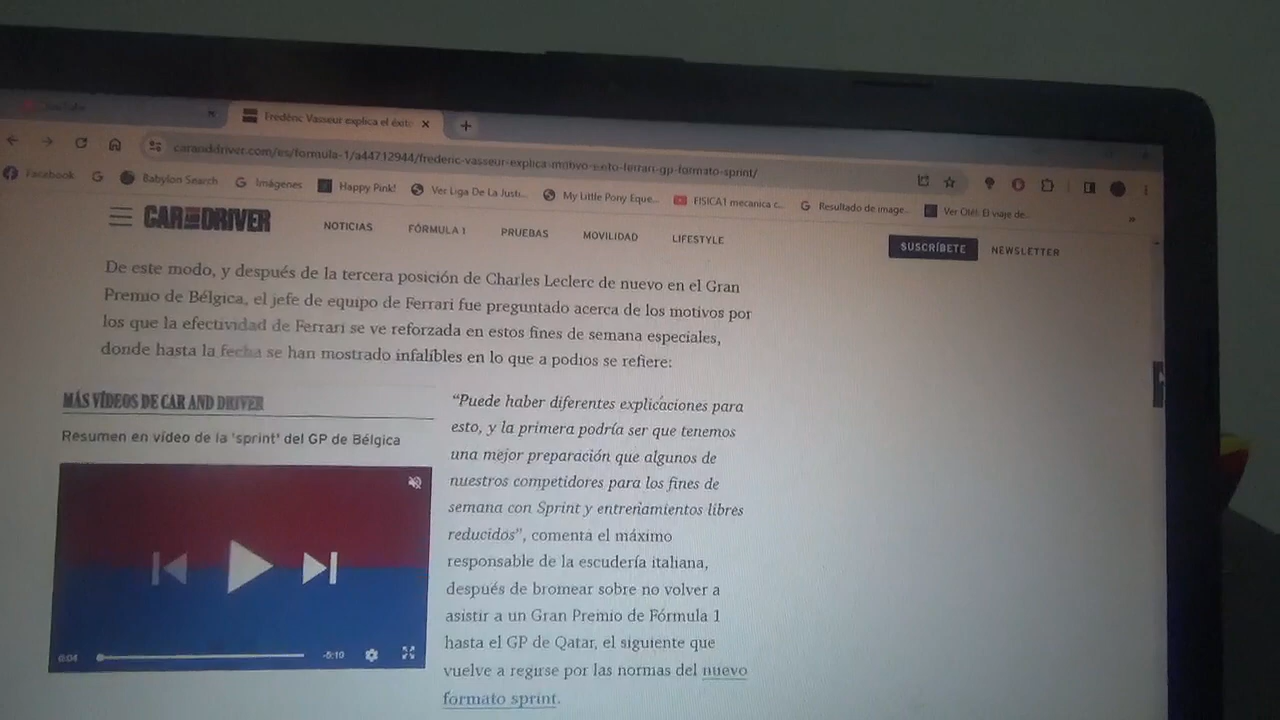 YouTube
Frederic Vasseur explica el éxit
caranddriver.com/es/formula-1/a44712944/frederic-vasseur-explica-motivo-exito-ferrari-gp-formato-sprint/
Facebook
Babylon Search
Imágenes
Happy Pink!
Ver Liga De La Justi...
My Little Pony Eque...
FISICA1 mecanica c...
Resultado de image...
Ver Olé! El viaje de...
CAR AND DRIVER
NOTICIAS
FÓRMULA 1
PRUEBAS
MOVILIDAD
LIFESTYLE
SUSCRÍBETE
NEWSLETTER
De este modo, y después de la tercera posición de Charles Leclerc de nuevo en el Gran
Premio de Bélgica, el jefe de equipo de Ferrari fue preguntado acerca de los motivos por
los que la efectividad de Ferrari se ve reforzada en estos fines de semana especiales,
donde hasta la fecha se han mostrado infalibles en lo que a podios se refiere:
MÁS VÍDEOS DE CAR AND DRIVER
Resumen en vídeo de la 'sprint' del GP de Bélgica
0:04
-5:10
“Puede haber diferentes explicaciones para
esto, y la primera podría ser que tenemos
una mejor preparación que algunos de
nuestros competidores para los fines de
semana con Sprint y entrenamientos libres
reducidos”, comenta el máximo
responsable de la escudería italiana,
después de bromear sobre no volver a
asistir a un Gran Premio de Fórmula 1
hasta el GP de Qatar, el siguiente que
vuelve a regirse por las normas del nuevo
formato sprint.